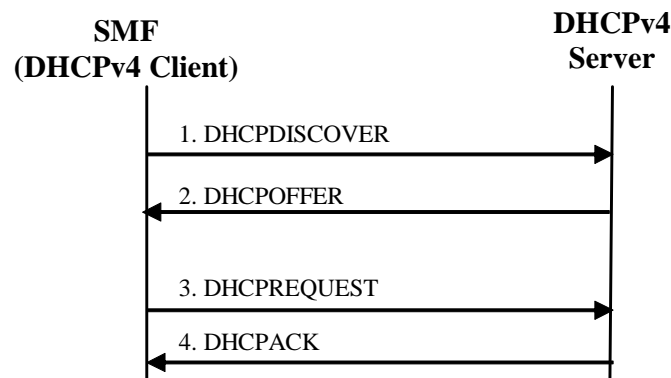 SMF
(DHCPv4 Client)
DHCPv4
Server
1. DHCPDISCOVER
2. DHCPOFFER
3. DHCPREQUEST
4. DHCPACK